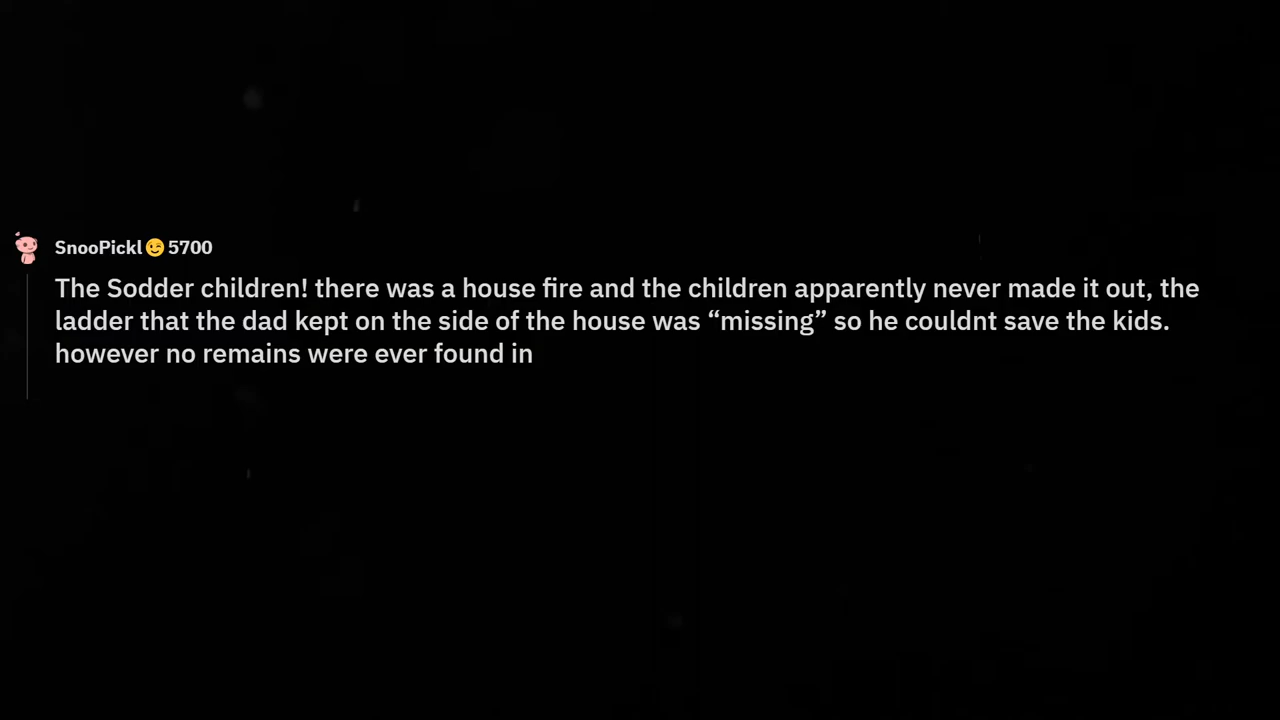 SnooPickl😉5700
The Sodder children! there was a house fire and the children apparently never made it out, the
ladder that the dad kept on the side of the house was “missing” so he couldnt save the kids.
however no remains were ever found in